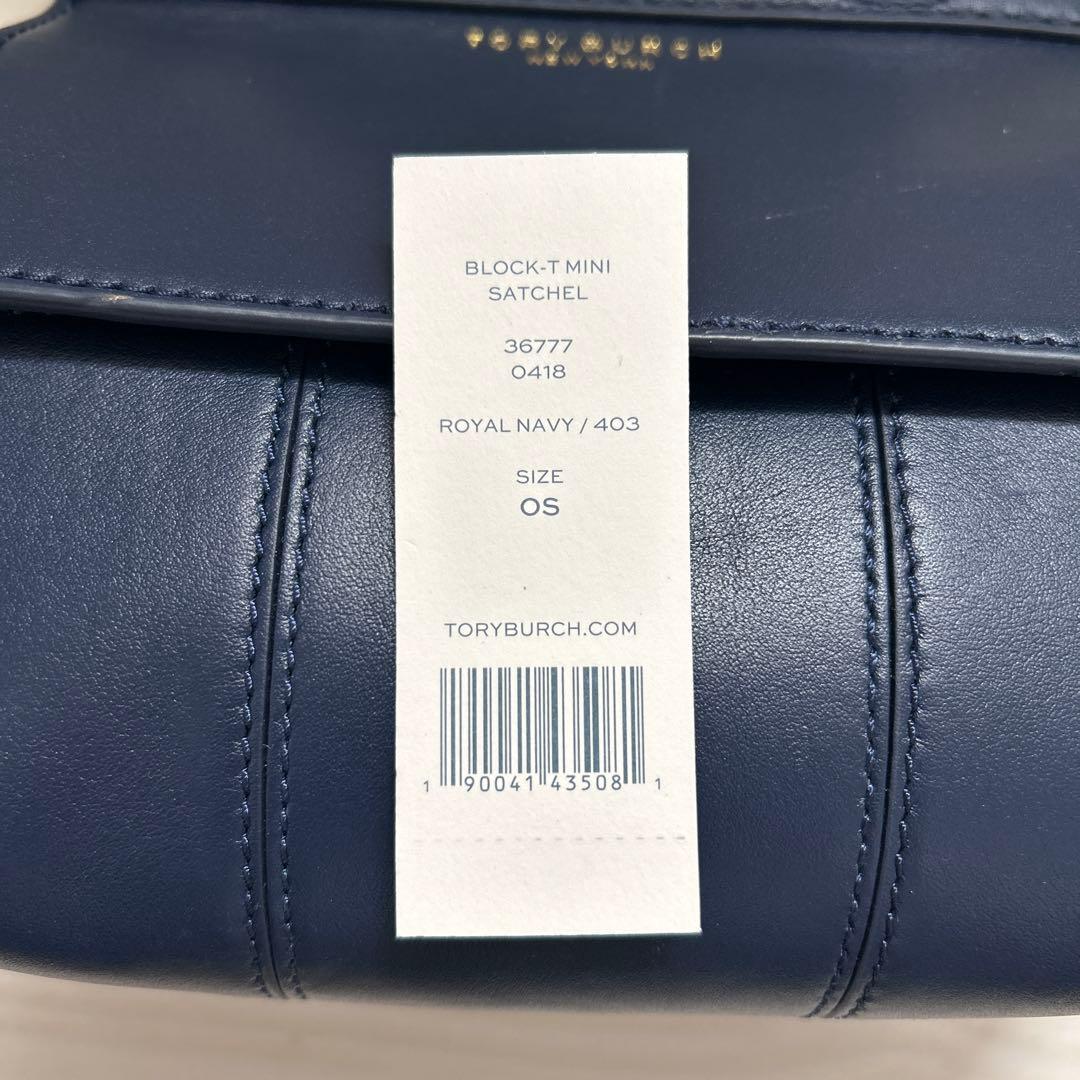 TORY BURCH
NEW YORK
BLOCK-T MINI
SATCHEL
36777
0418
ROYAL NAVY / 403
SIZE
OS
TORYBURCH.COM
1 90041 43508 1